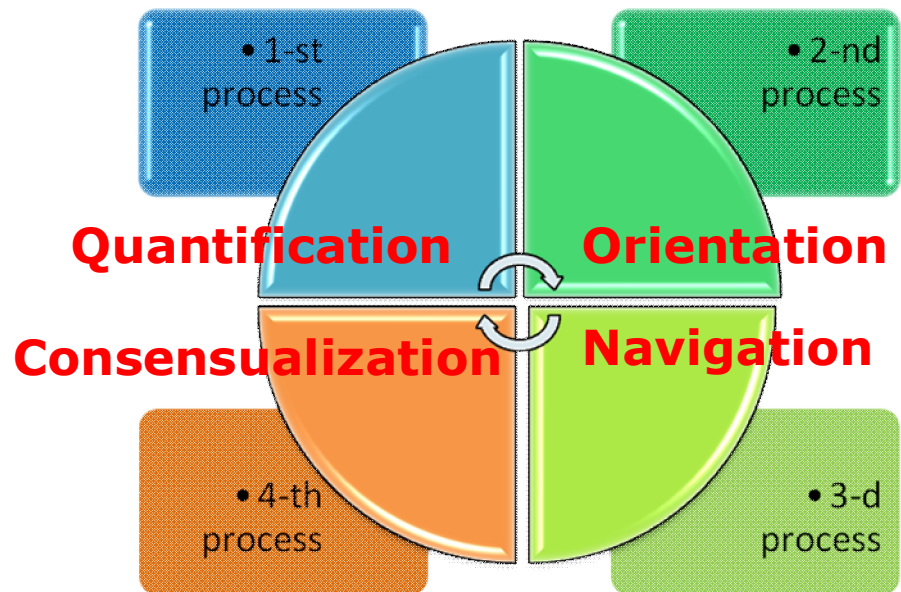 • 1-st
process
• 2-nd
process
Quantification
Orientation
Consensualization
Navigation
• 4-th
process
• 3-d
process